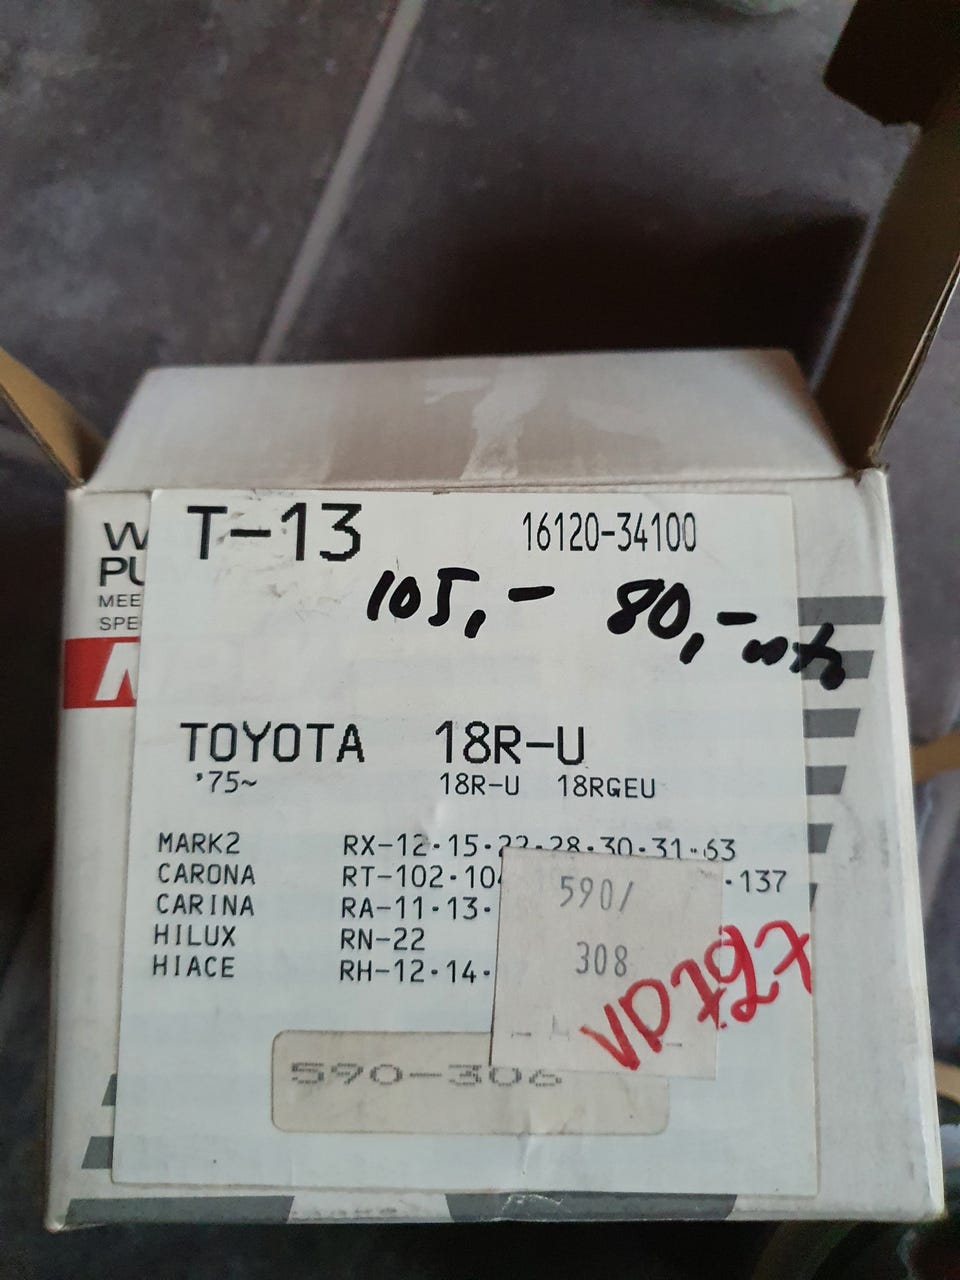 T-13
16120-34100
105,- 80,-
TOYOTA 18R-U
'75~ 18R-U 18RGEU
MARK2 RX-12·15·22·28·30·31·63
CARONA RT-102· ·137
CARINA RA-11·13·
HILUX RN-22
HIACE RH-12·14·
590/
308
590-306
MEE
SPE